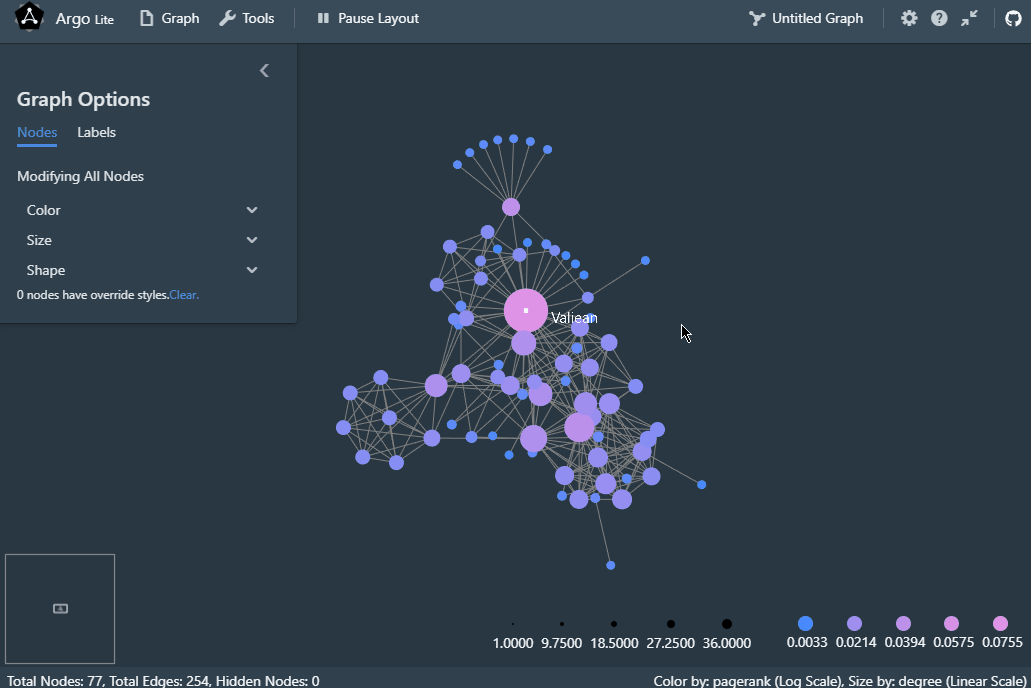 Argo Lite Graph Tools Pause Layout Untitled Graph
Graph Options
Nodes Labels
Modifying All Nodes
Color
Size
Shape
0 nodes have override styles.Clear.
Valjean
1.0000 9.7500 18.5000 27.2500 36.0000 0.0033 0.0214 0.0394 0.0575 0.0755
Total Nodes: 77, Total Edges: 254, Hidden Nodes: 0 Color by: pagerank (Log Scale), Size by: degree (Linear Scale)